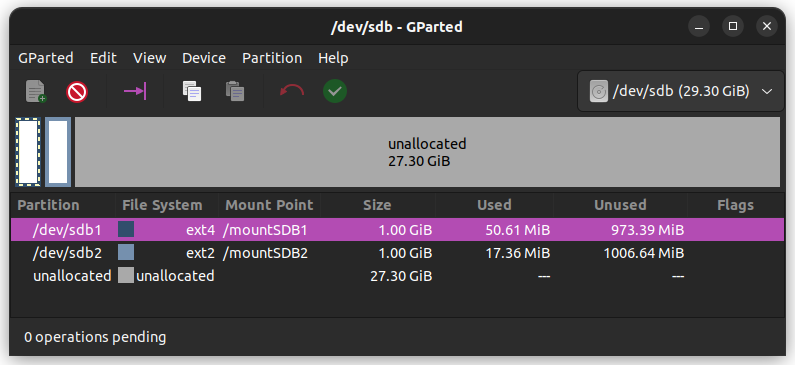 /dev/sdb - GParted
GParted Edit View Device Partition Help
/dev/sdb (29.30 GiB)
unallocated
27.30 GiB
Partition File System Mount Point Size Used Unused Flags
/dev/sdb1 ext4 /mountSDB1 1.00 GiB 50.61 MiB 973.39 MiB
/dev/sdb2 ext2 /mountSDB2 1.00 GiB 17.36 MiB 1006.64 MiB
unallocated unallocated 27.30 GiB --- ---
0 operations pending